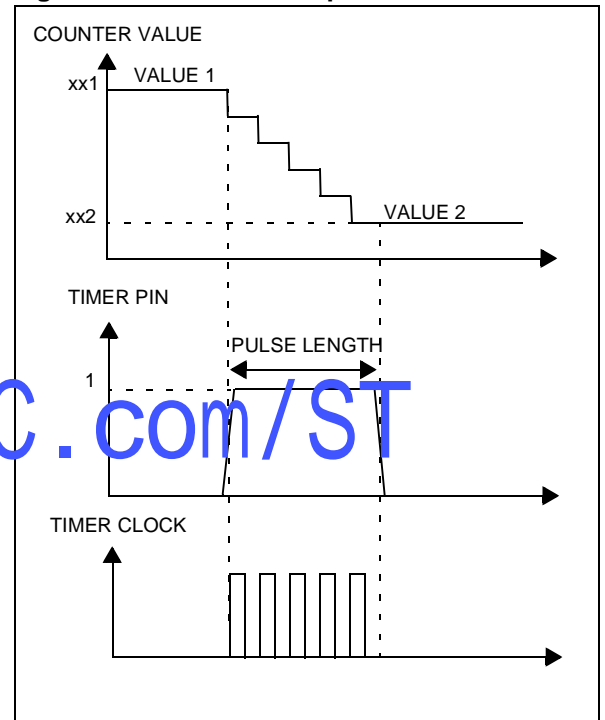 COUNTER VALUE
xx1
VALUE 1
xx2
VALUE 2
TIMER PIN
PULSE LENGTH
1
C.com/ST
TIMER CLOCK